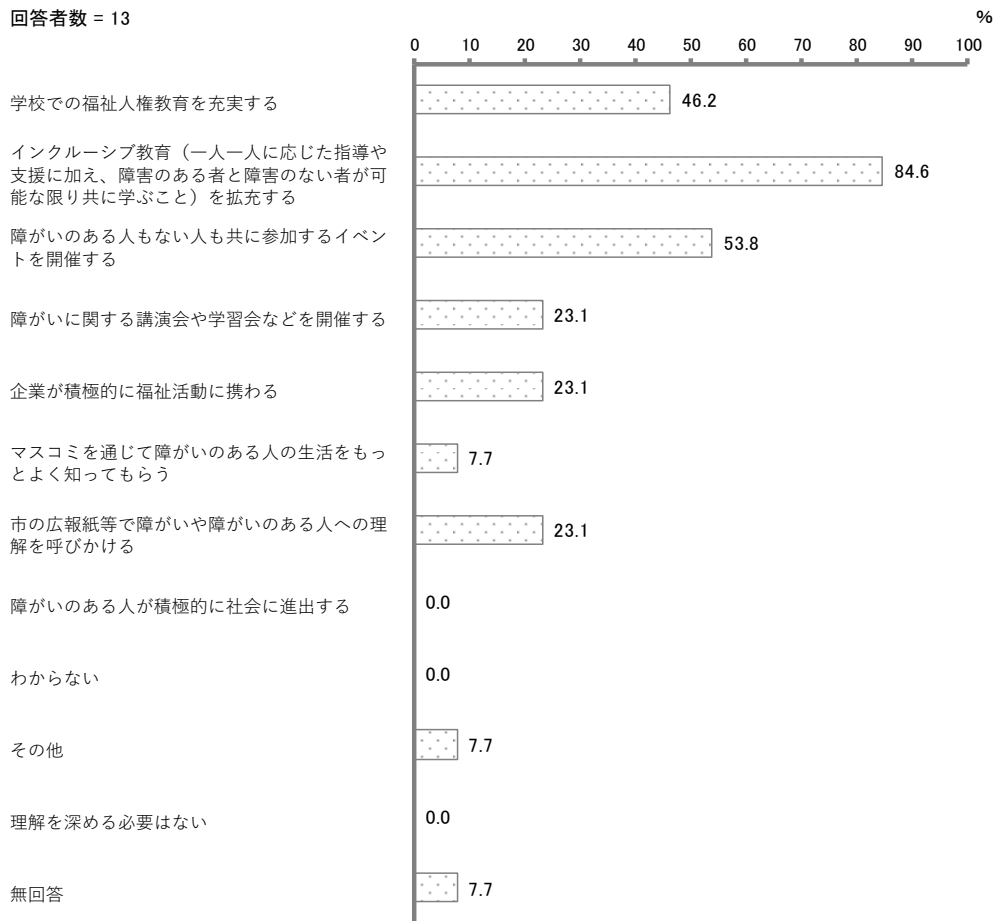 回答者数 = 13
%
0 10 20 30 40 50 60 70 80 90 100
学校での福祉人権教育を充実する
46.2
インクルーシブ教育（一人一人に応じた指導や
支援に加え、障害のある者と障害のない者が可
能な限り共に学ぶこと）を拡充する
84.6
障がいのある人もない人も共に参加するイベン
トを開催する
53.8
障がいに関する講演会や学習会などを開催する
23.1
企業が積極的に福祉活動に携わる
23.1
マスコミを通じて障がいのある人の生活をもっ
とよく知ってもらう
7.7
市の広報紙等で障がいや障がいのある人への理
解を呼びかける
23.1
障がいのある人が積極的に社会に進出する
0.0
わからない
0.0
その他
7.7
理解を深める必要はない
0.0
無回答
7.7